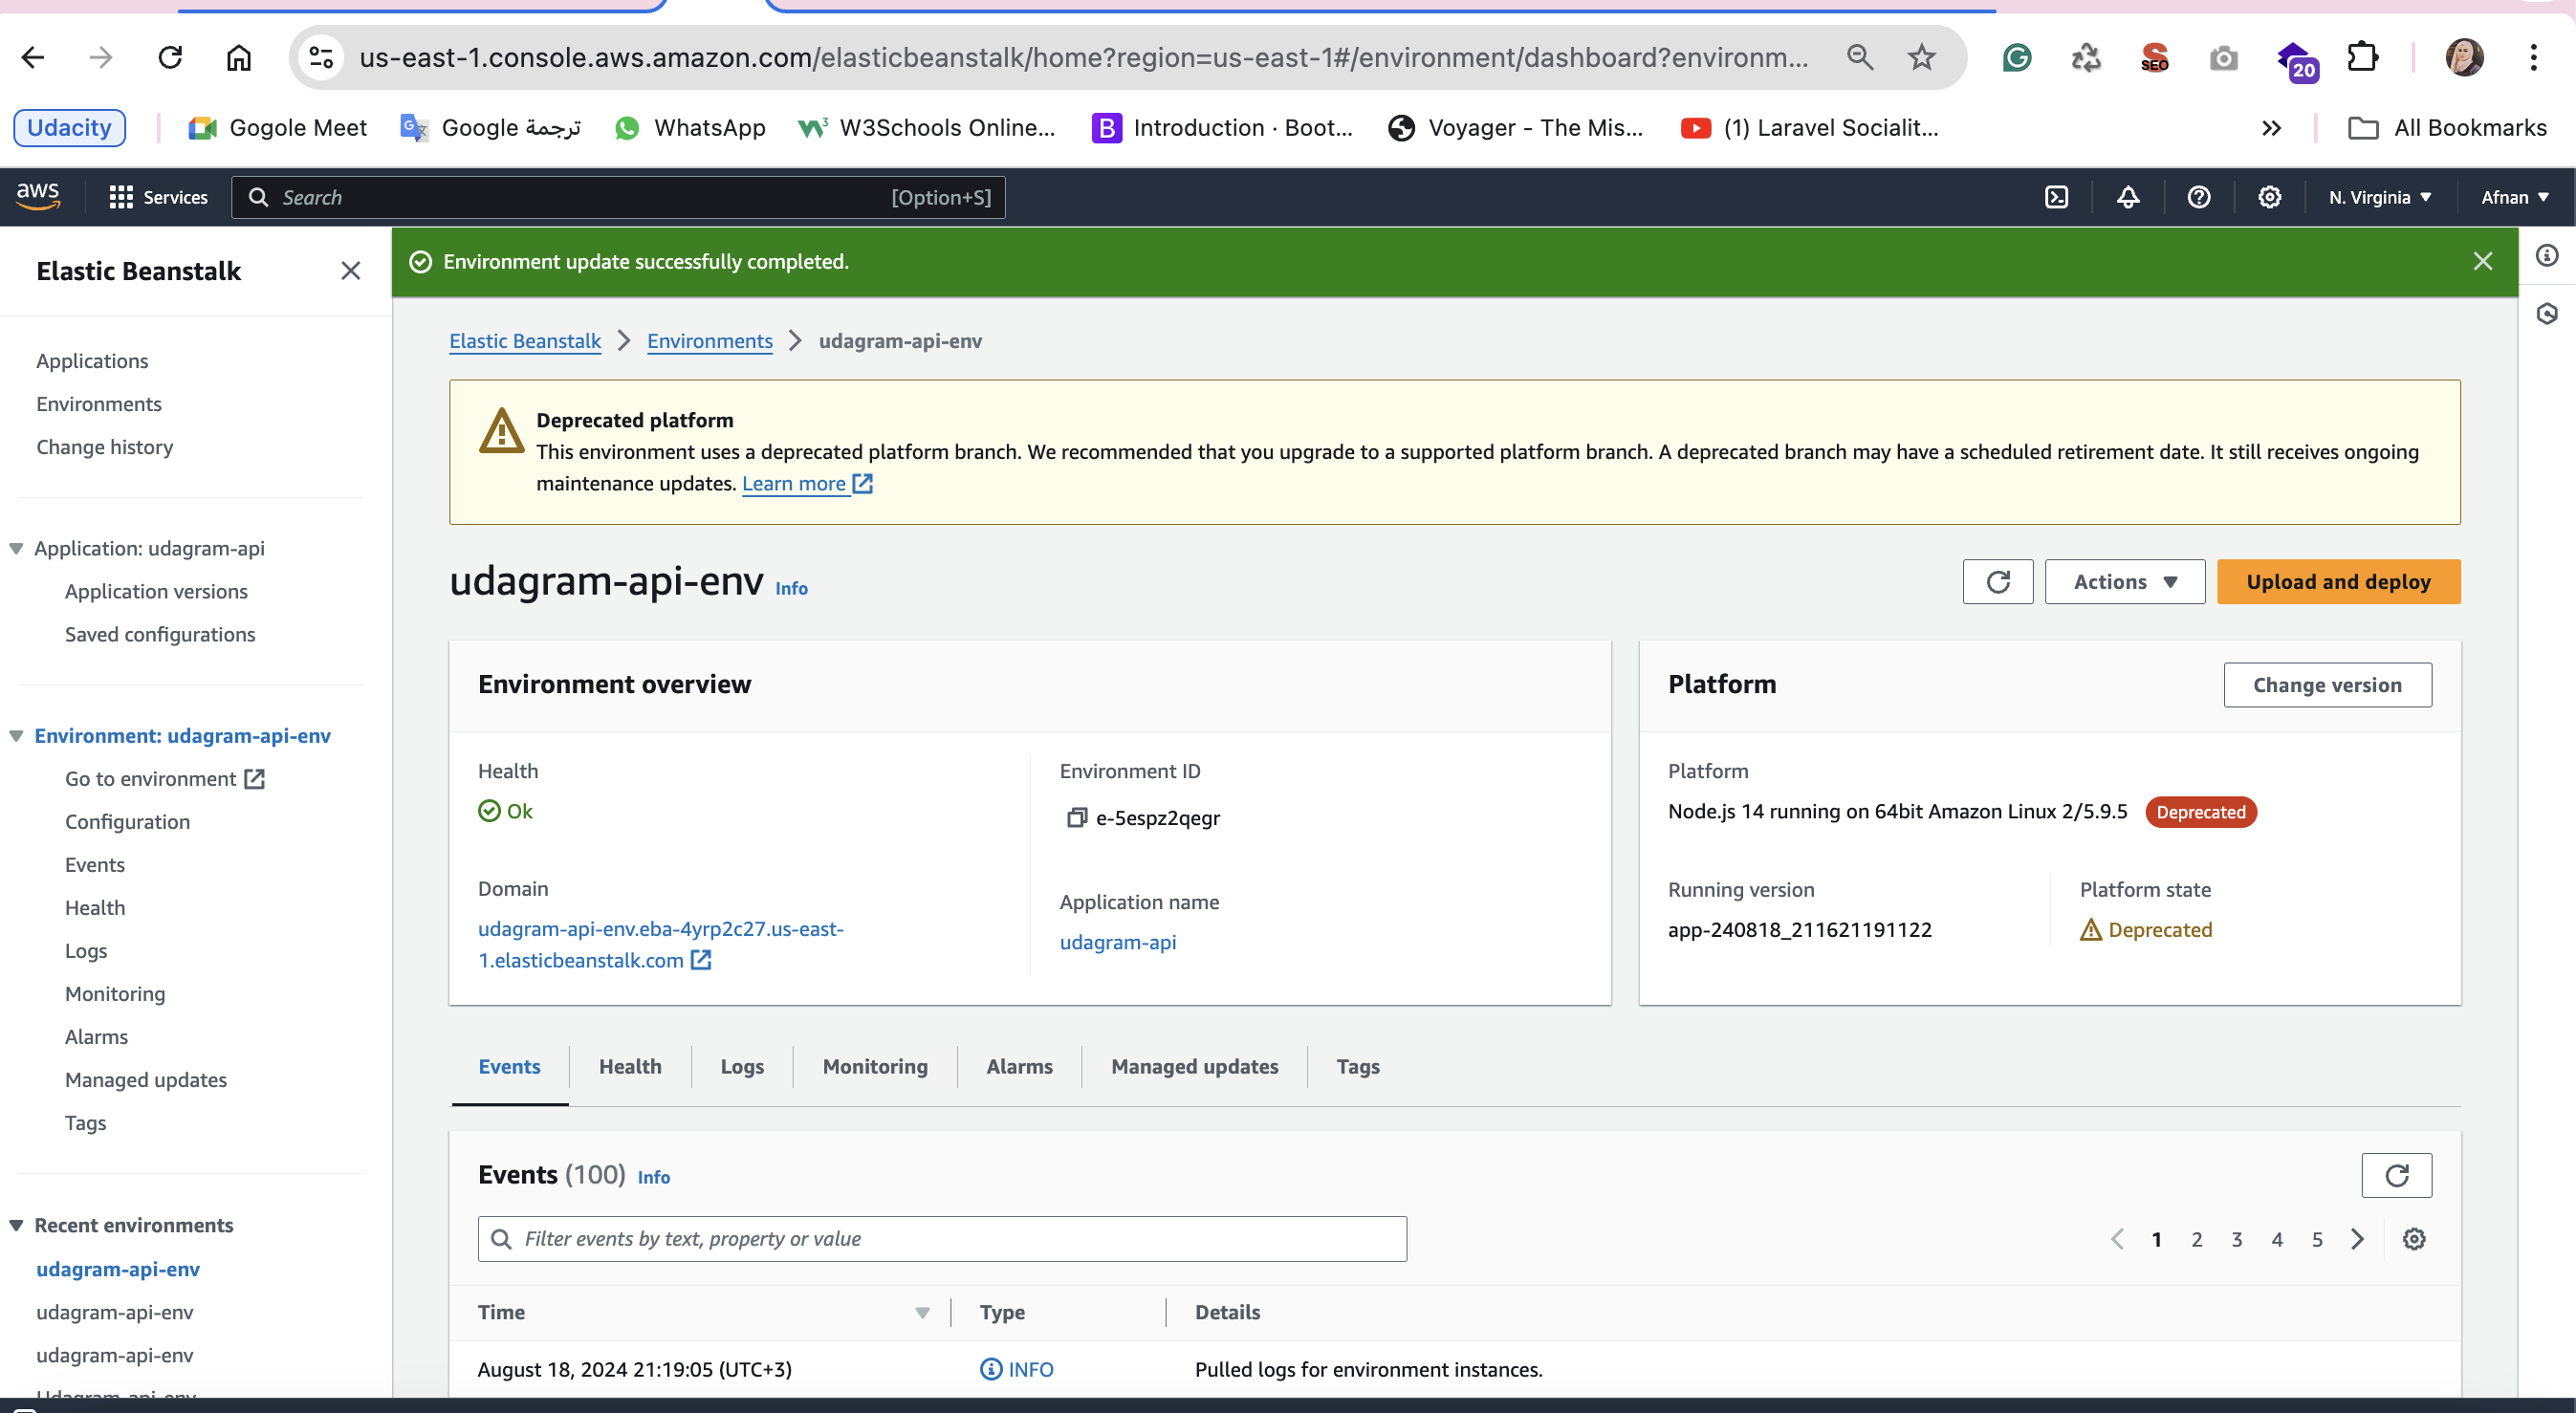 us-east-1.console.aws.amazon.com/elasticbeanstalk/home?region=us-east-1#/environment/dashboard?environm...
SEO
20
Udacity
Gogole Meet
Google ترجمة
WhatsApp
W3Schools Online...
B
Introduction · Boot...
Voyager - The Mis...
(1) Laravel Socialit...
All Bookmarks
aws
Services
Search
[Option+S]
N. Virginia
Afnan
Elastic Beanstalk
Environment update successfully completed.
Applications
Environments
Change history
Application: udagram-api
Application versions
Saved configurations
Environment: udagram-api-env
Go to environment
Configuration
Events
Health
Logs
Monitoring
Alarms
Managed updates
Tags
Recent environments
udagram-api-env
udagram-api-env
udagram-api-env
Udagram-api-env
Elastic Beanstalk
Environments
udagram-api-env
Deprecated platform
This environment uses a deprecated platform branch. We recommended that you upgrade to a supported platform branch. A deprecated branch may have a scheduled retirement date. It still receives ongoing
maintenance updates. Learn more
udagram-api-env Info
Actions
Upload and deploy
Environment overview
Health
Ok
Environment ID
e-5espz2qegr
Domain
udagram-api-env.eba-4yrp2c27.us-east-
1.elasticbeanstalk.com
Application name
udagram-api
Platform
Change version
Platform
Node.js 14 running on 64bit Amazon Linux 2/5.9.5
Deprecated
Running version
app-240818_211621191122
Platform state
Deprecated
Events
Health
Logs
Monitoring
Alarms
Managed updates
Tags
Events (100) Info
Filter events by text, property or value
1 2 3 4 5
Time
Type
Details
August 18, 2024 21:19:05 (UTC+3)
INFO
Pulled logs for environment instances.